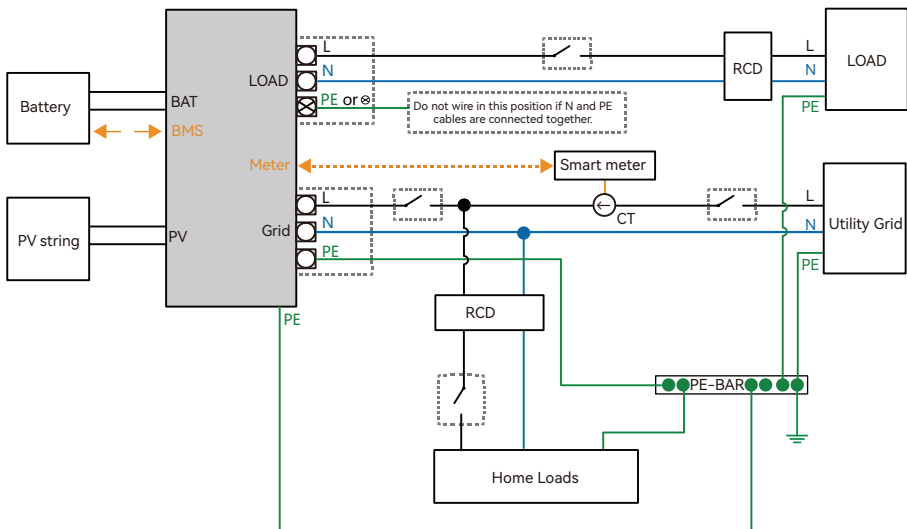 L
L
N
LOAD
RCD
N
LOAD
PE or ⊗
Do not wire in this position if N and PE
cables are connected together.
PE
Battery
BAT
BMS
Meter
Smart meter
L
L
CT
N
Grid
N
Utility Grid
PV string
PV
PE
PE
PE
RCD
PE-BAR
Home Loads